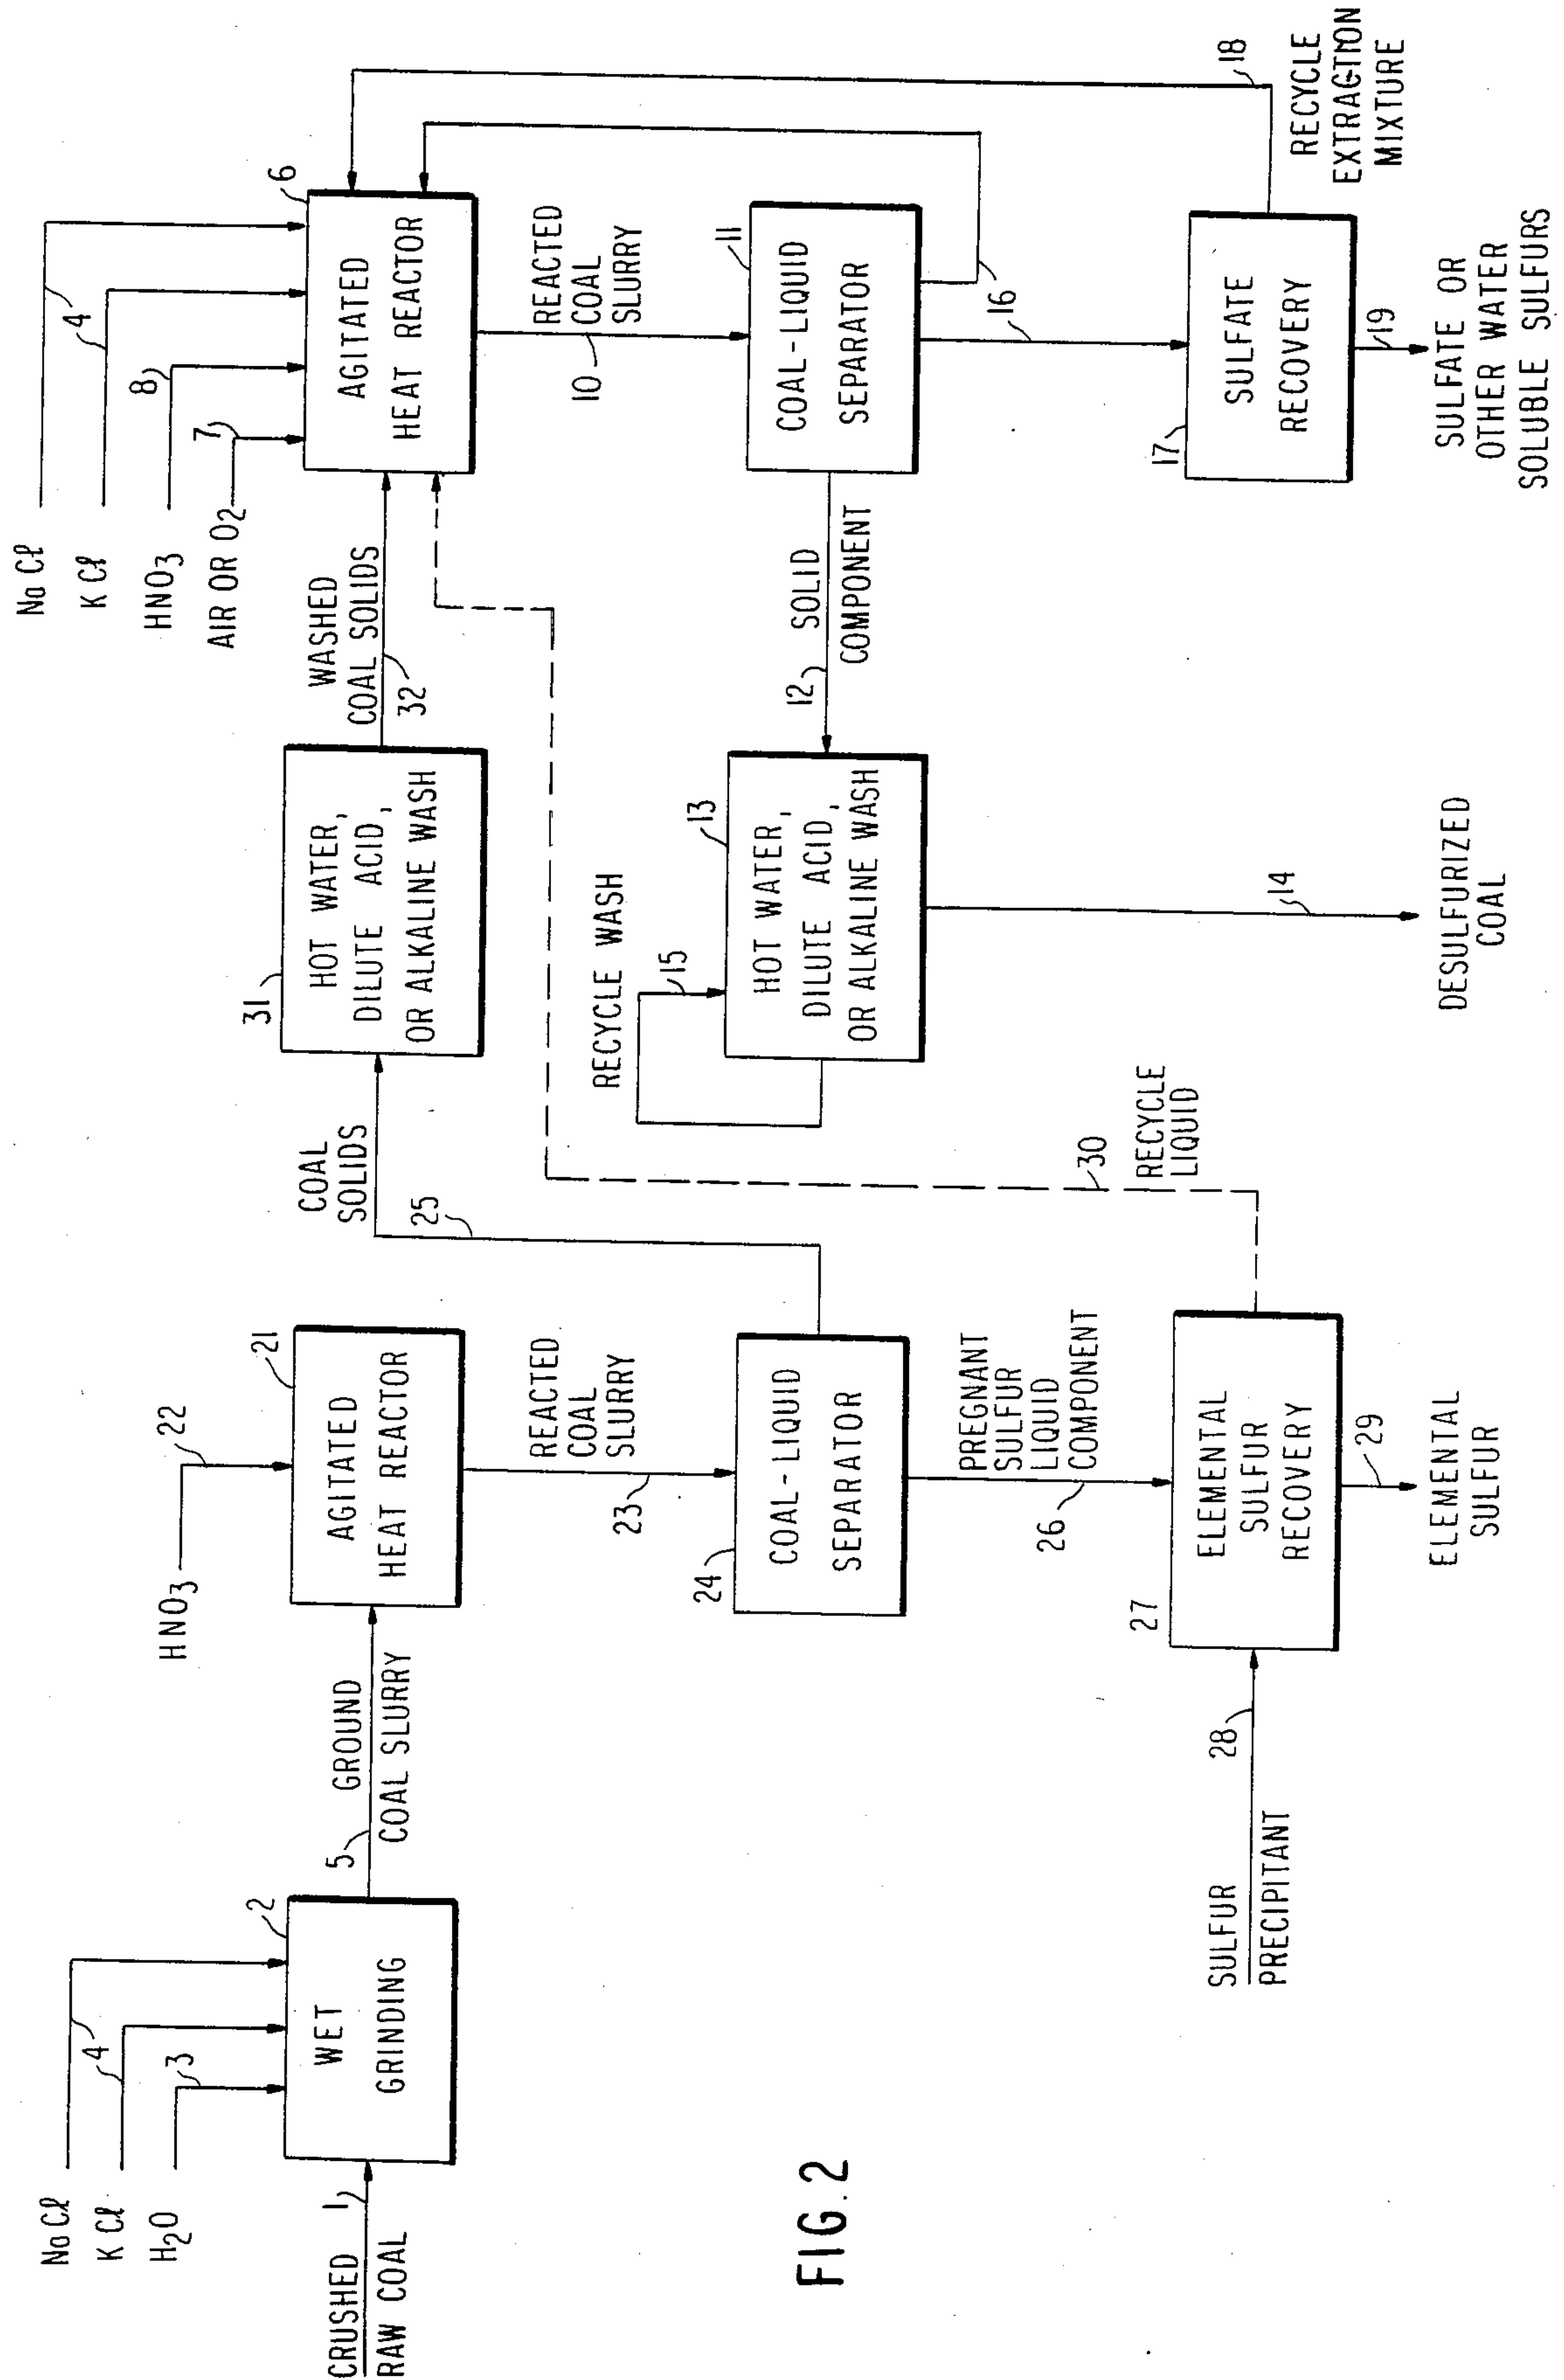 NaCl
KCl
H2O
4
3
2
CRUSHED
RAW COAL
1
WET
GRINDING
5
GROUND
COAL SLURRY
HNO3
22
21
AGITATED
HEAT REACTOR
23
REACTED
COAL
SLURRY
24
COAL-LIQUID
SEPARATOR
25
COAL
SOLIDS
26
PREGNANT
SULFUR
LIQUID
COMPONENT
27
ELEMENTAL
SULFUR
RECOVERY
SULFUR
PRECIPITANT
28
29
ELEMENTAL
SULFUR
30
RECYCLE
LIQUID
31
HOT WATER,
DILUTE ACID,
OR ALKALINE WASH
WASHED
COAL SOLIDS
32
NaCl
KCl
HNO3
AIR OR O2
4
8
7
6
AGITATED
HEAT REACTOR
10
REACTED
COAL
SLURRY
11
COAL-LIQUID
SEPARATOR
12
SOLID
COMPONENT
13
HOT WATER,
DILUTE ACID,
OR ALKALINE WASH
RECYCLE WASH
15
14
DESULFURIZED
COAL
16
17
SULFATE
RECOVERY
18
RECYCLE
EXTRACTION
MIXTURE
19
SULFATE OR
OTHER WATER
SOLUBLE SULFURS
FIG. 2